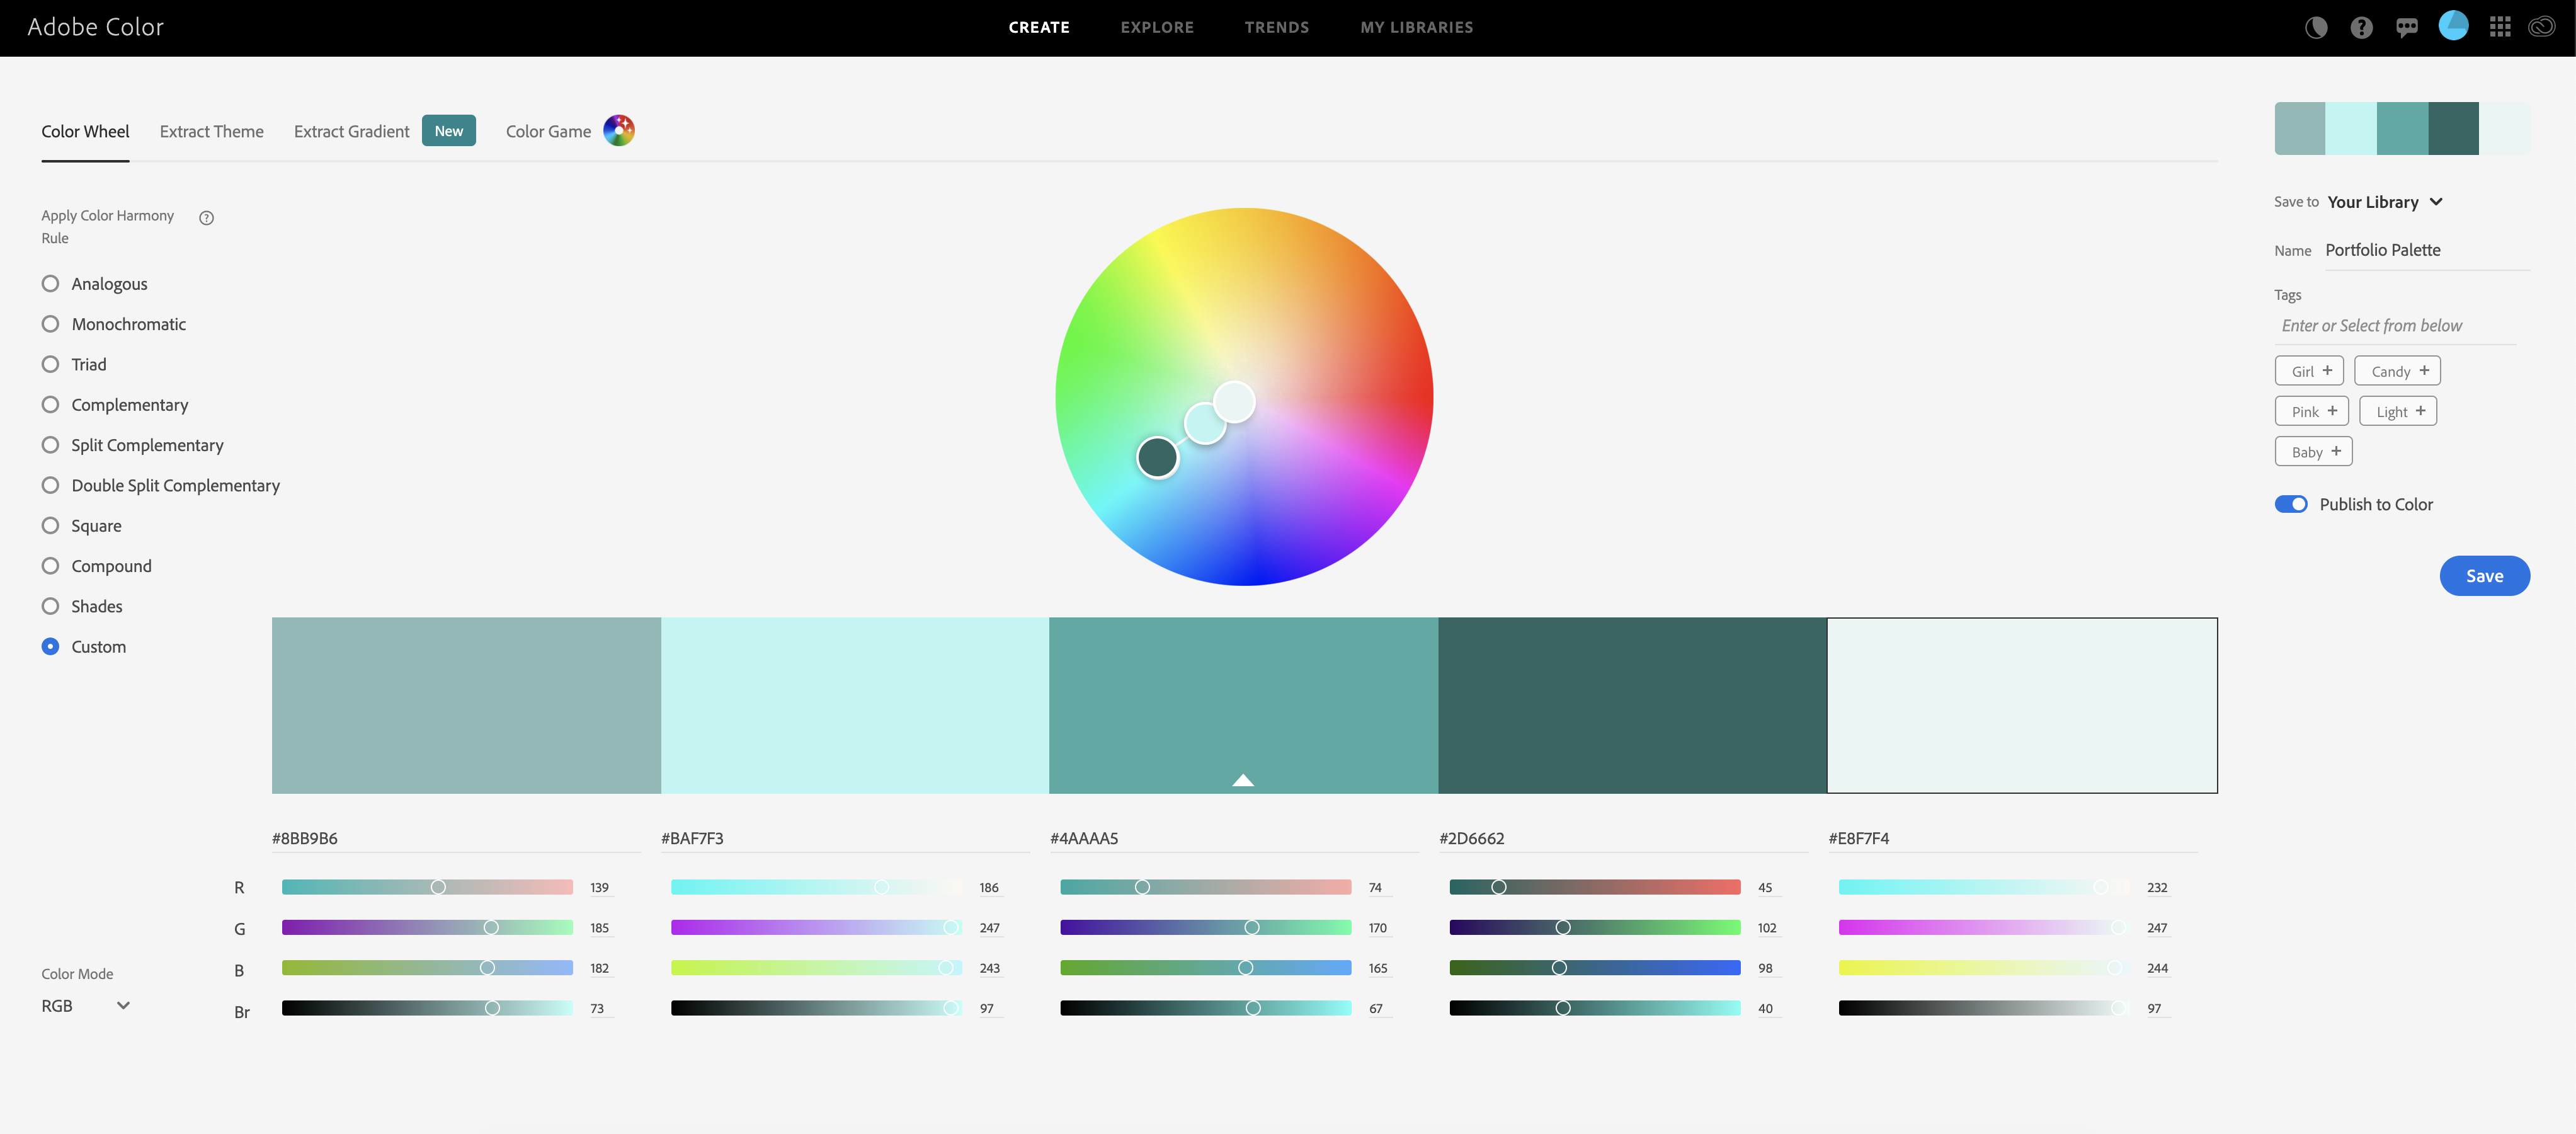 Adobe Color
CREATE EXPLORE TRENDS MY LIBRARIES
Color Wheel Extract Theme Extract Gradient New Color Game
Apply Color Harmony
Rule
Analogous
Monochromatic
Triad
Complementary
Split Complementary
Double Split Complementary
Square
Compound
Shades
Custom
Save to Your Library
Name Portfolio Palette
Tags
Enter or Select from below
Girl + Candy +
Pink + Light +
Baby +
Publish to Color
Save
#8BB9B6 #BAF7F3 #4AAAA5 #2D6662 #E8F7F4
R 139 186 74 45 232
G 185 247 170 102 247
B 182 243 165 98 244
Br 73 97 67 40 97
Color Mode
RGB